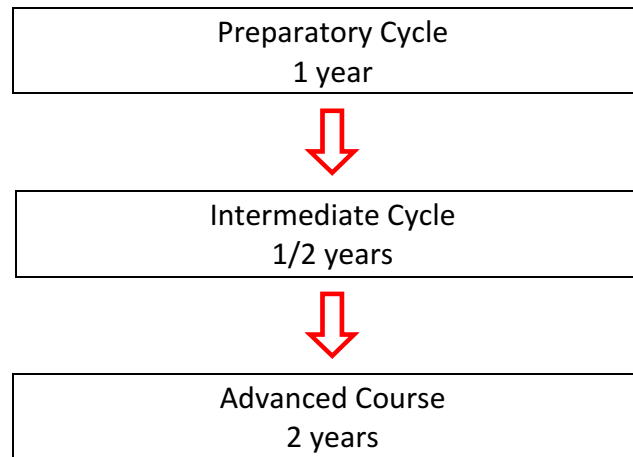 Preparatory Cycle
1 year
Intermediate Cycle
1/2 years
Advanced Course
2 years